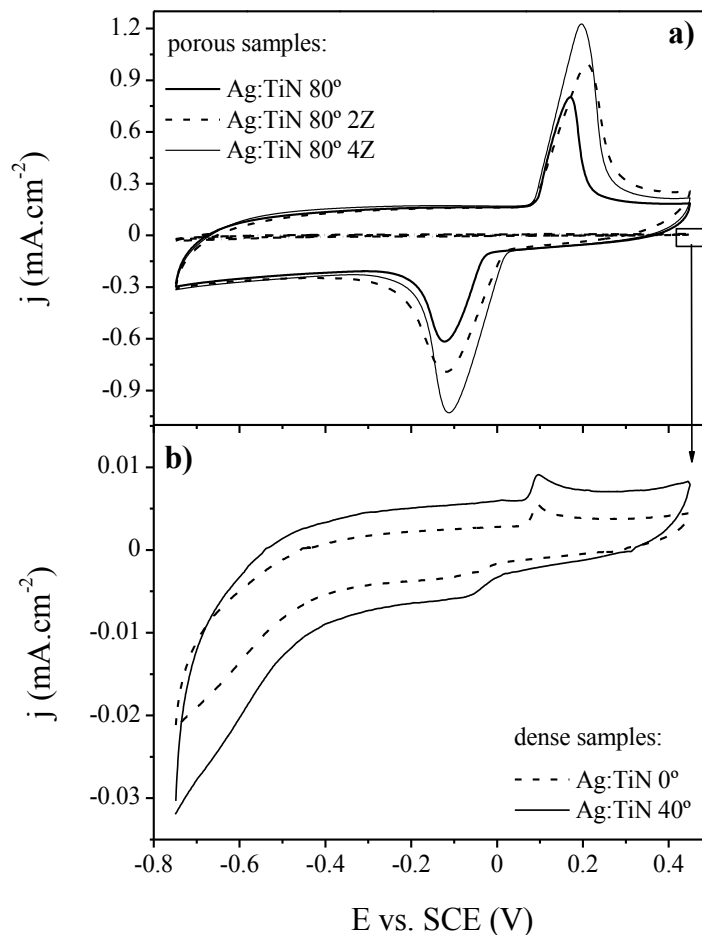 a)
porous samples:
Ag:TiN 80º
Ag:TiN 80º 2Z
Ag:TiN 80º 4Z
1.2
0.9
0.6
0.3
0
-0.3
-0.6
-0.9
j (mA.cm-2)
b)
0.01
0
-0.01
-0.02
-0.03
j (mA.cm-2)
dense samples:
Ag:TiN 0º
Ag:TiN 40º
-0.8 -0.6 -0.4 -0.2 0 0.2 0.4
E vs. SCE (V)